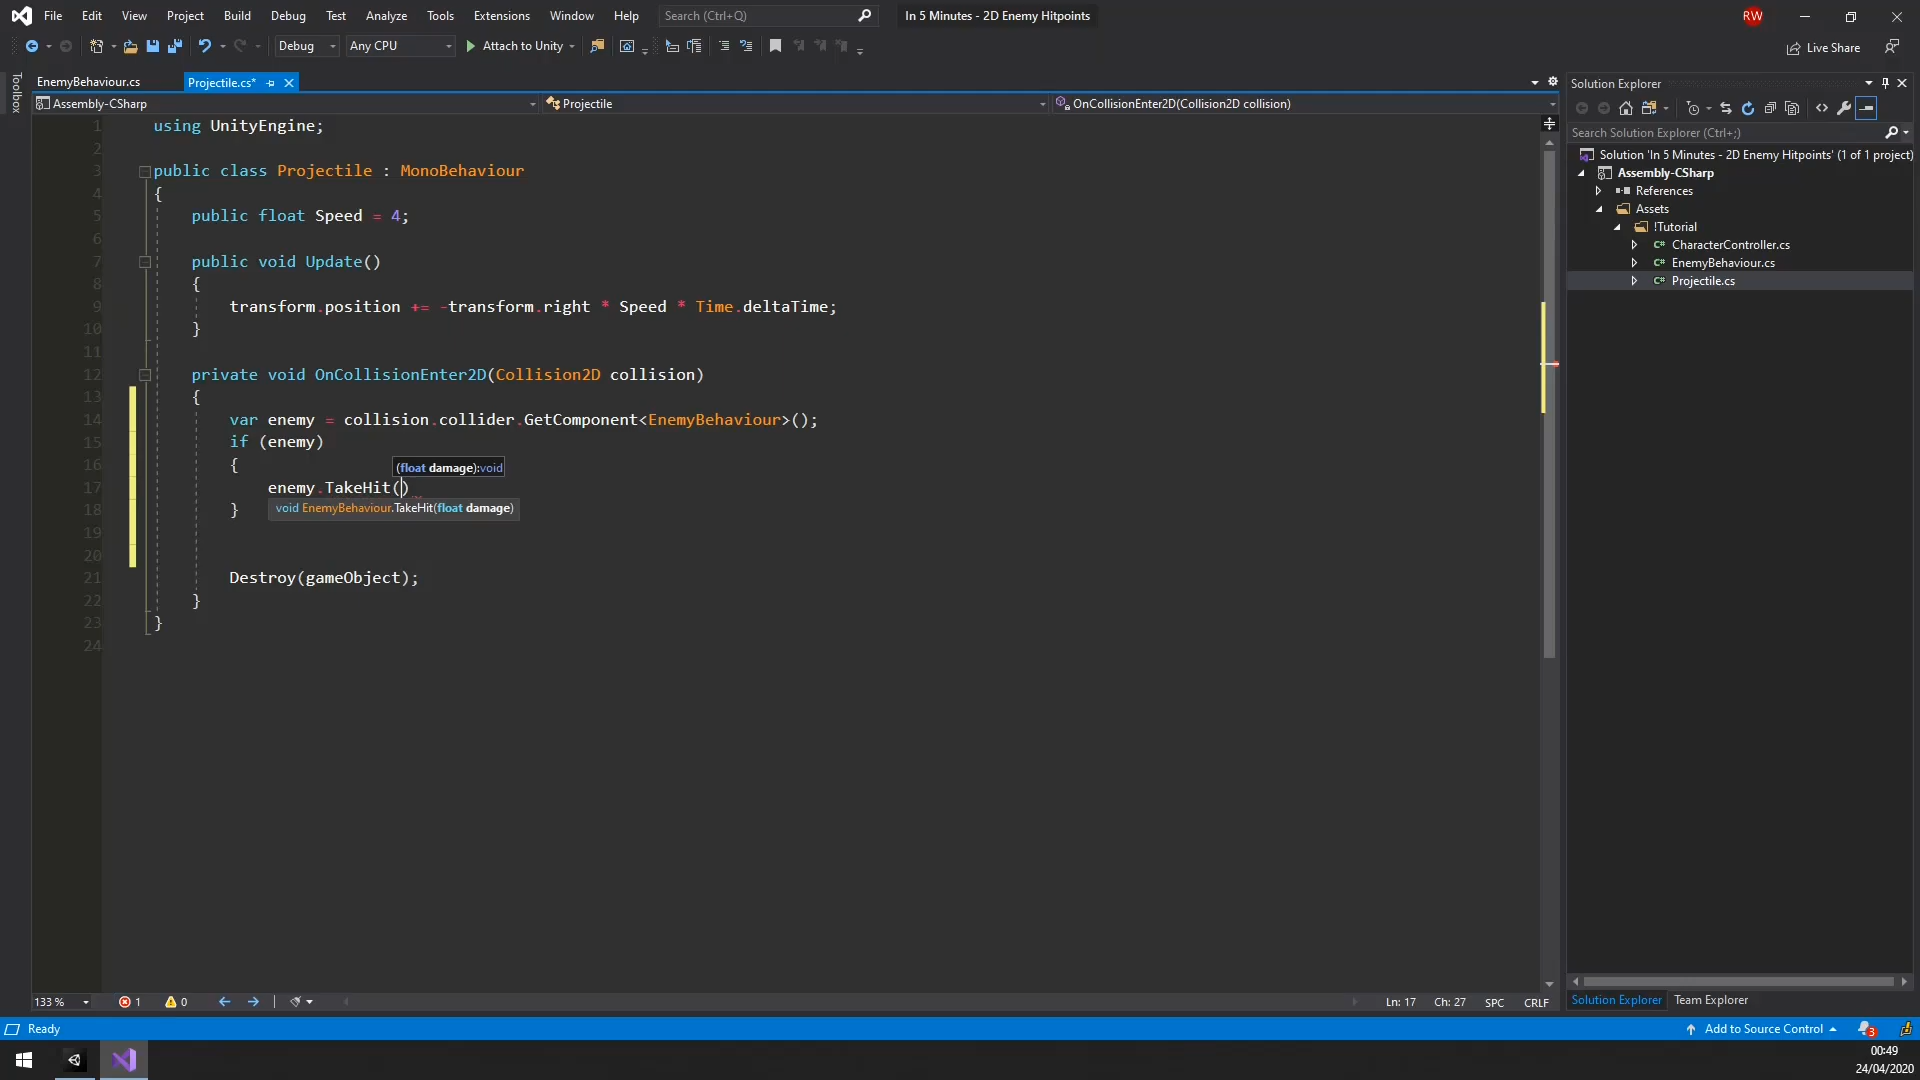 File Edit View Project Build Debug Test Analyze Tools Extensions Window Help Search (Ctrl+Q) In 5 Minutes - 2D Enemy Hitpoints RW
Debug Any CPU Attach to Unity Live Share
Toolbox
EnemyBehaviour.cs Projectile.cs*
Assembly-CSharp Projectile OnCollisionEnter2D(Collision2D collision)
1 using UnityEngine;
2
3 public class Projectile : MonoBehaviour
4 {
5 public float Speed = 4;
6
7 public void Update()
8 {
9 transform.position += -transform.right * Speed * Time.deltaTime;
10 }
11
12 private void OnCollisionEnter2D(Collision2D collision)
13 {
14 var enemy = collision.collider.GetComponent<EnemyBehaviour>();
15 if (enemy)
16 {
(float damage):void
17 enemy.TakeHit()
18 }
void EnemyBehaviour.TakeHit(float damage)
19
20
21 Destroy(gameObject);
22 }
23 }
24
133 % 1 0 Ln: 17 Ch: 27 SPC CRLF
Solution Explorer
Search Solution Explorer (Ctrl+;)
Solution 'In 5 Minutes - 2D Enemy Hitpoints' (1 of 1 project)
Assembly-CSharp
References
Assets
!Tutorial
C# CharacterController.cs
C# EnemyBehaviour.cs
C# Projectile.cs
Solution Explorer Team Explorer
Ready Add to Source Control 3
00:49
24/04/2020